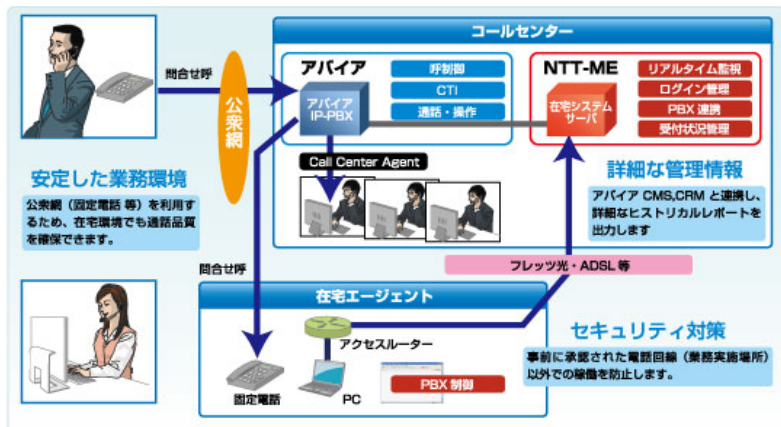 コールセンター
アバイア
呼制御
CTI
通話・操作
アバイア
IP-PBX
NTT-ME
リアルタイム監視
ログイン管理
PBX 連携
受付状況管理
在宅システム
サーバ
問合せ呼
公衆網
Call Center Agent
安定した業務環境
公衆網（固定電話 等）を利用す
るため、在宅環境でも通話品質
を確保できます。
詳細な管理情報
アバイア CMS,CRM と連携し、
詳細なヒストリカルレポートを
出力します
問合せ呼
フレッツ光・ADSL 等
在宅エージェント
アクセスルーター
固定電話
PC
PBX 制御
セキュリティ対策
事前に承認された電話回線（業務実施場所）
以外での稼働を防止します。